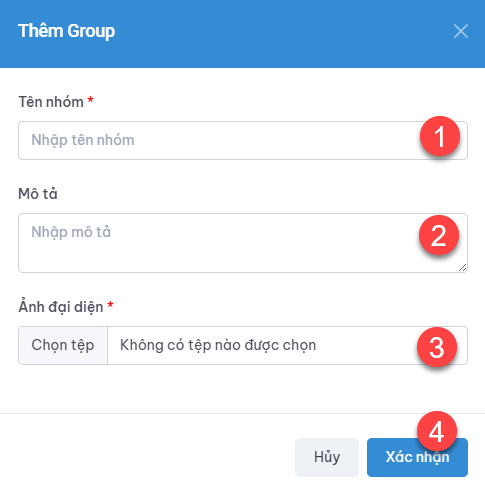 Thêm Group
Tên nhóm *
Nhập tên nhóm
1
Mô tả
Nhập mô tả
2
Ảnh đại diện *
Chọn tệp Không có tệp nào được chọn
3
4
Hủy Xác nhận